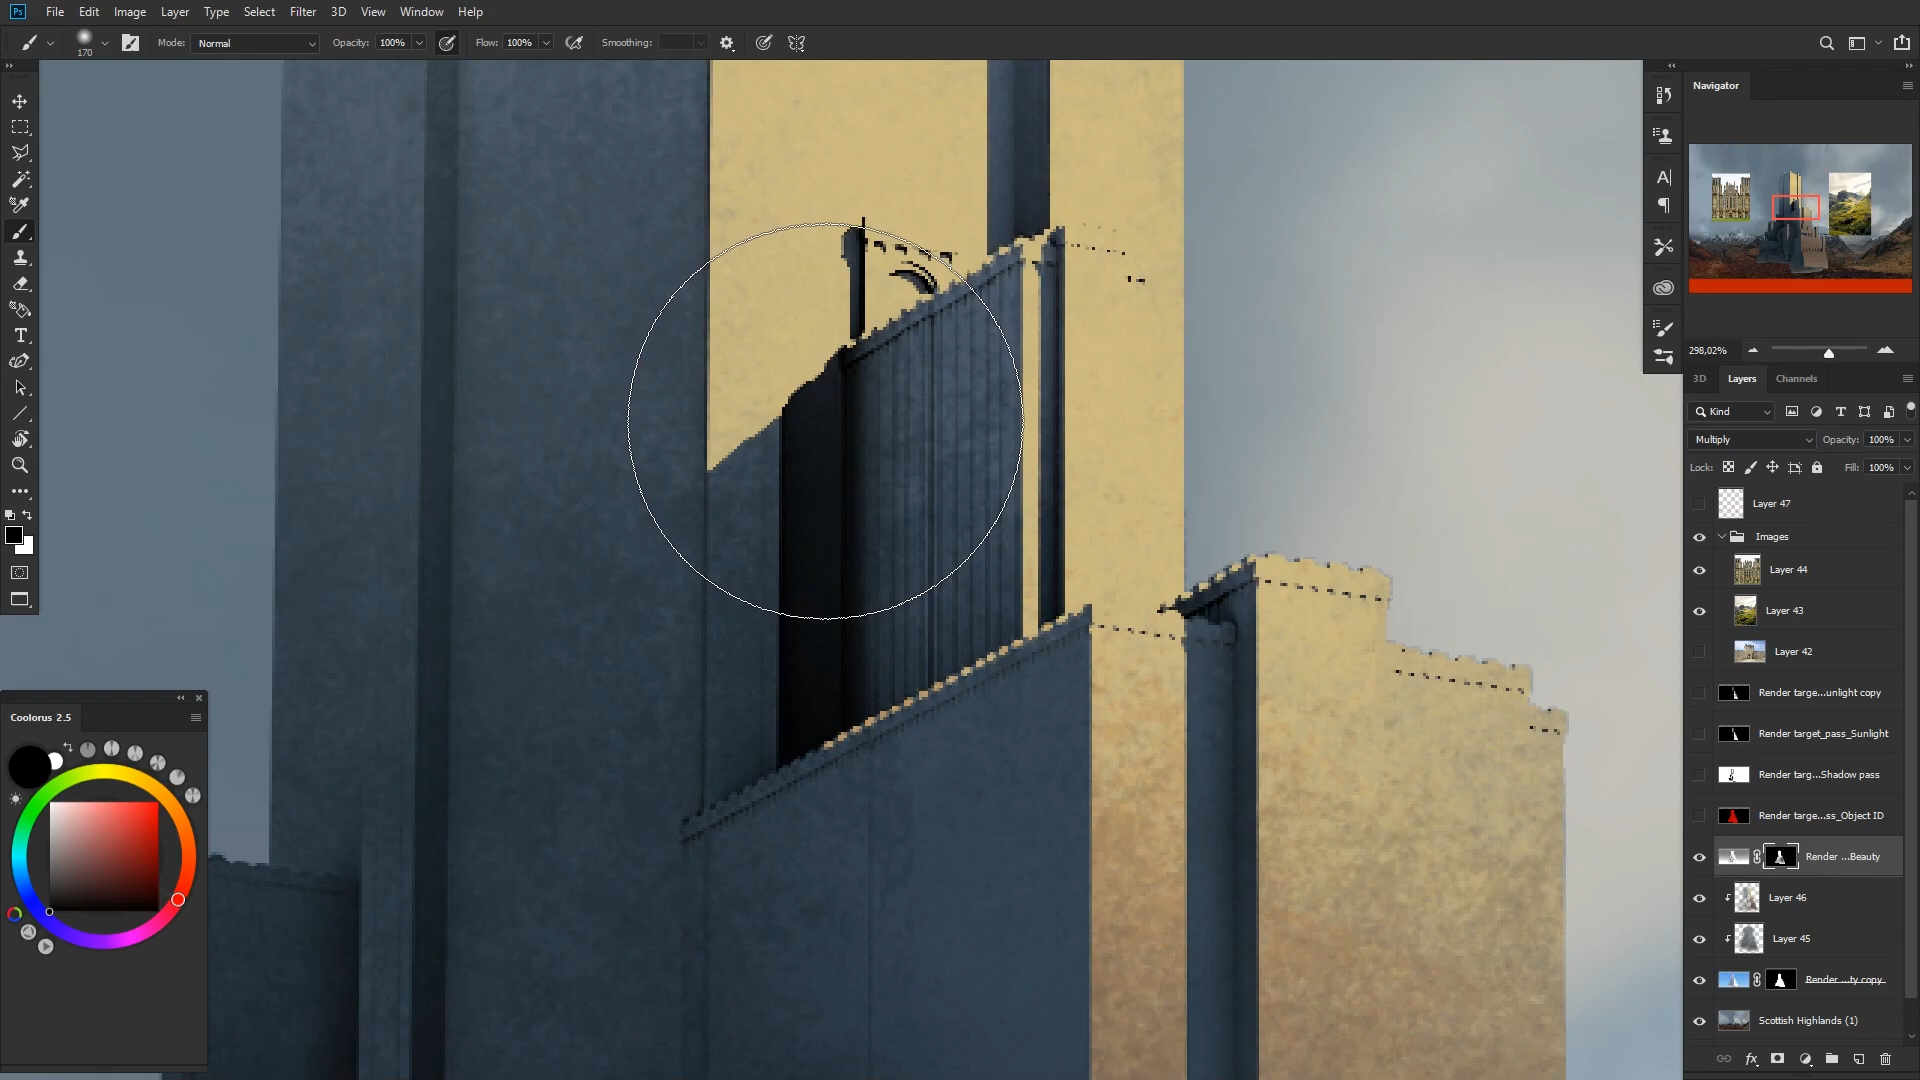 Ps File Edit Image Layer Type Select Filter 3D View Window Help
170 Mode: Normal Opacity: 100% Flow: 100% Smoothing:
Navigator
298,02%
3D Layers Channels
Kind
Multiply Opacity: 100%
Lock: Fill: 100%
Layer 47
Images
Layer 44
Layer 43
Layer 42
Render targe...unlight copy
Render target_pass_Sunlight
Render targ...Shadow pass
Render targe...ss_Object ID
Render ...Beauty
Layer 46
Layer 45
Render ...ty copy
Scottish Highlands (1)
Coolorus 2.5